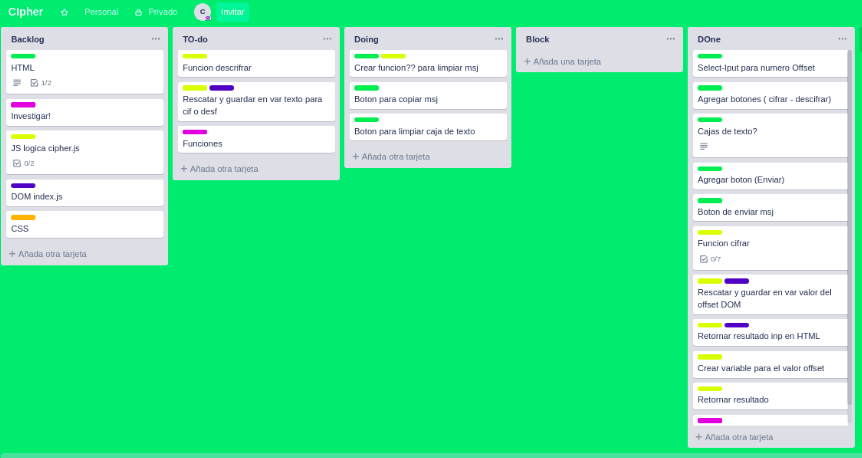 CIpher
Personal
Privado
C
Invitar
Backlog
HTML
1/2
Investigar!
JS logica cipher.js
0/2
DOM index.js
CSS
Añada otra tarjeta
TO-do
Funcion descrifrar
Rescatar y guardar en var texto para
cif o desf
Funciones
Añada otra tarjeta
Doing
Crear funcion?? para limpiar msj
Boton para copiar msj
Boton para limpiar caja de texto
Añada otra tarjeta
Block
Añada una tarjeta
DOne
Select-Iput para numero Offset
Agregar botones ( cifrar - descifrar)
Cajas de texto?
Agregar boton (Enviar)
Boton de enviar msj
Funcion cifrar
0/7
Rescatar y guardar en var valor del
offset DOM
Retornar resultado inp en HTML
Crear variable para el valor offset
Retornar resultado
Añada otra tarjeta